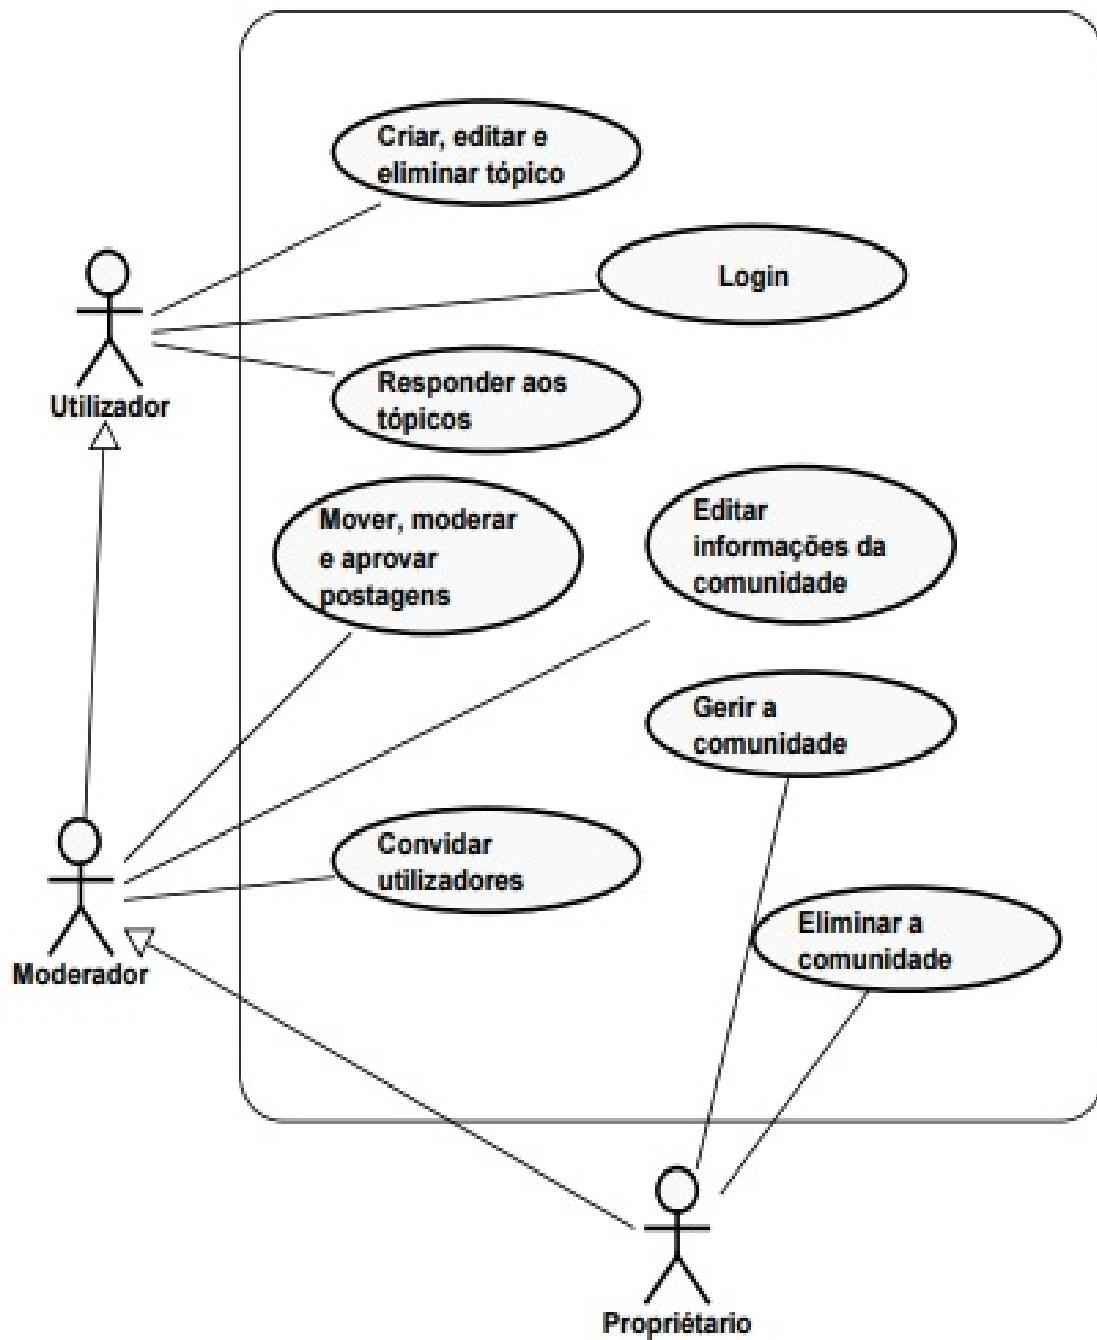 Criar, editar e
eliminar tópico
Login
Utilizador
Responder aos
tópicos
Mover, moderar
e aprovar
postagens
Editar
informações da
comunidade
Gerir a
comunidade
Convidar
utilizadores
Eliminar a
comunidade
Moderador
Propriétario